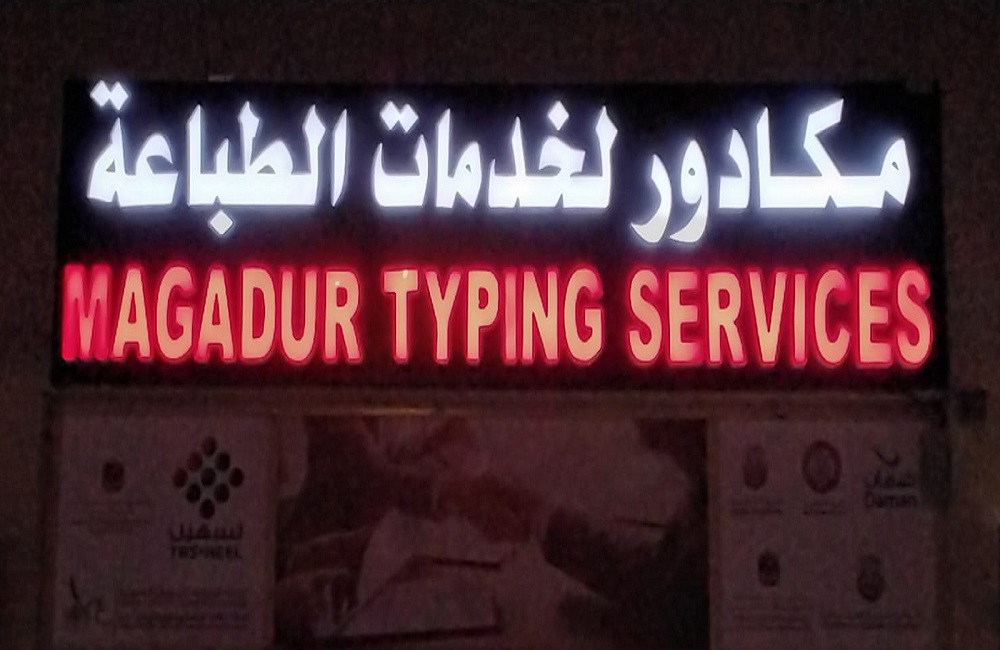 مكادور لخدمات الطباعة
MAGADUR TYPING SERVICES
تسهيل
TAS-HEEL
ضمان
Daman